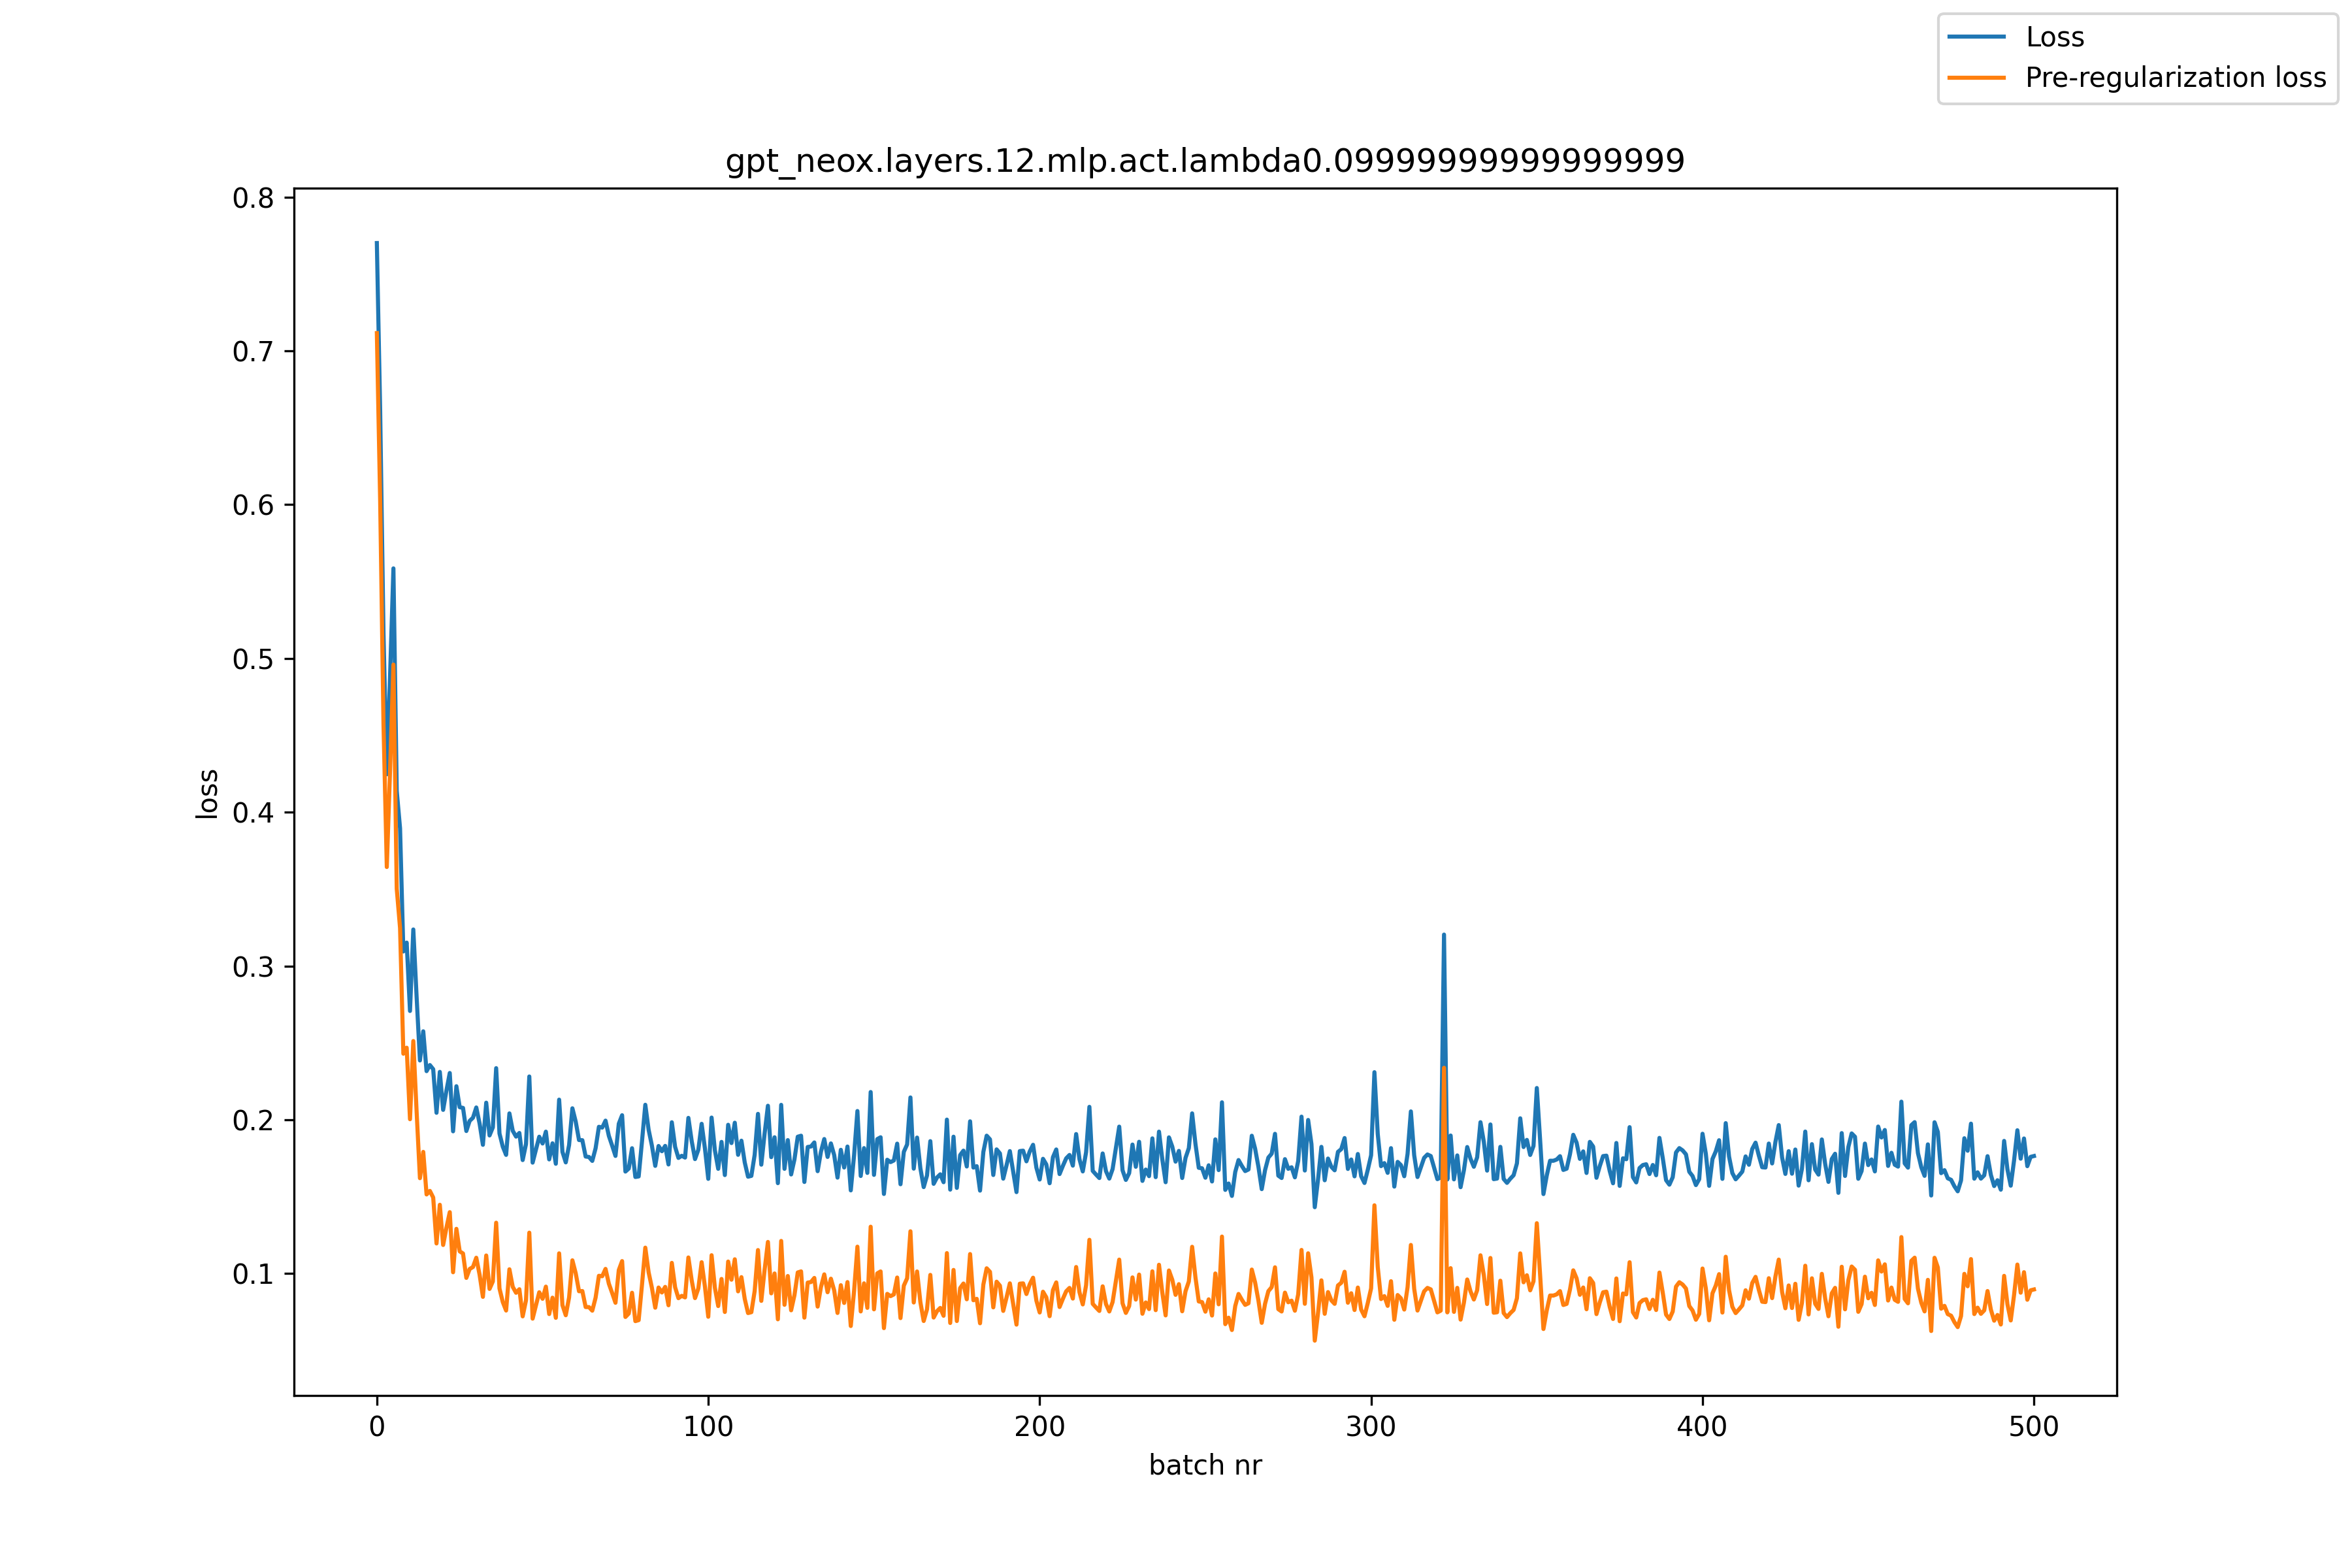 Loss
Pre-regularization loss
gpt_neox.layers.12.mlp.act.lambda0.09999999999999999
0.8
0.7
0.6
0.5
0.4
0.3
0.2
0.1
loss
0 100 200 300 400 500
batch nr